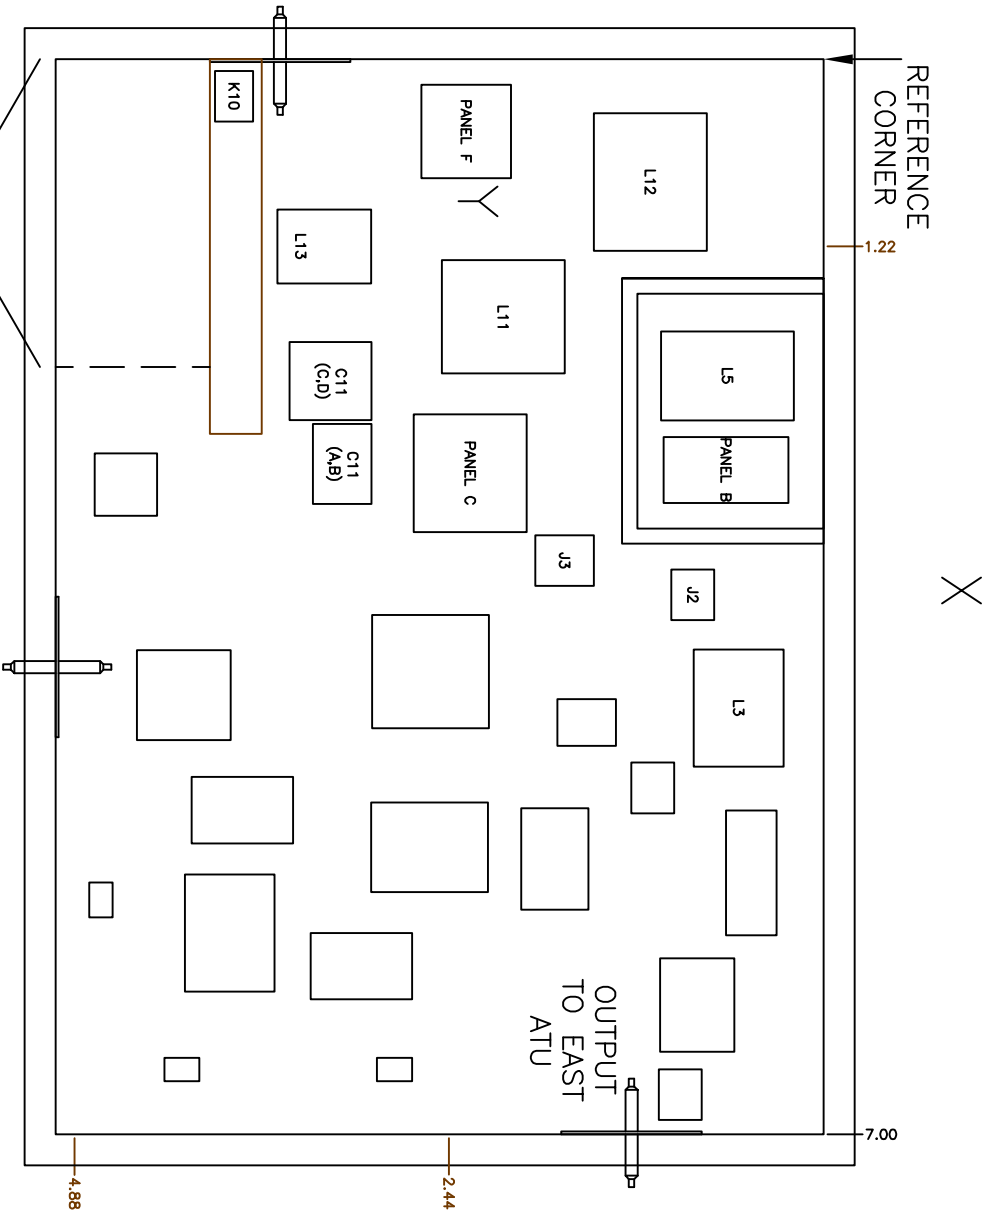 REFERENCE
CORNER
1.22
K10
PANEL F
L12
L13
L11
L5
C11
(C,D)
C11
(A,B)
PANEL C
PANEL B
J3
J2
X
Y
L3
OUTPUT
TO EAST
ATU
7.00
4.88
2.44